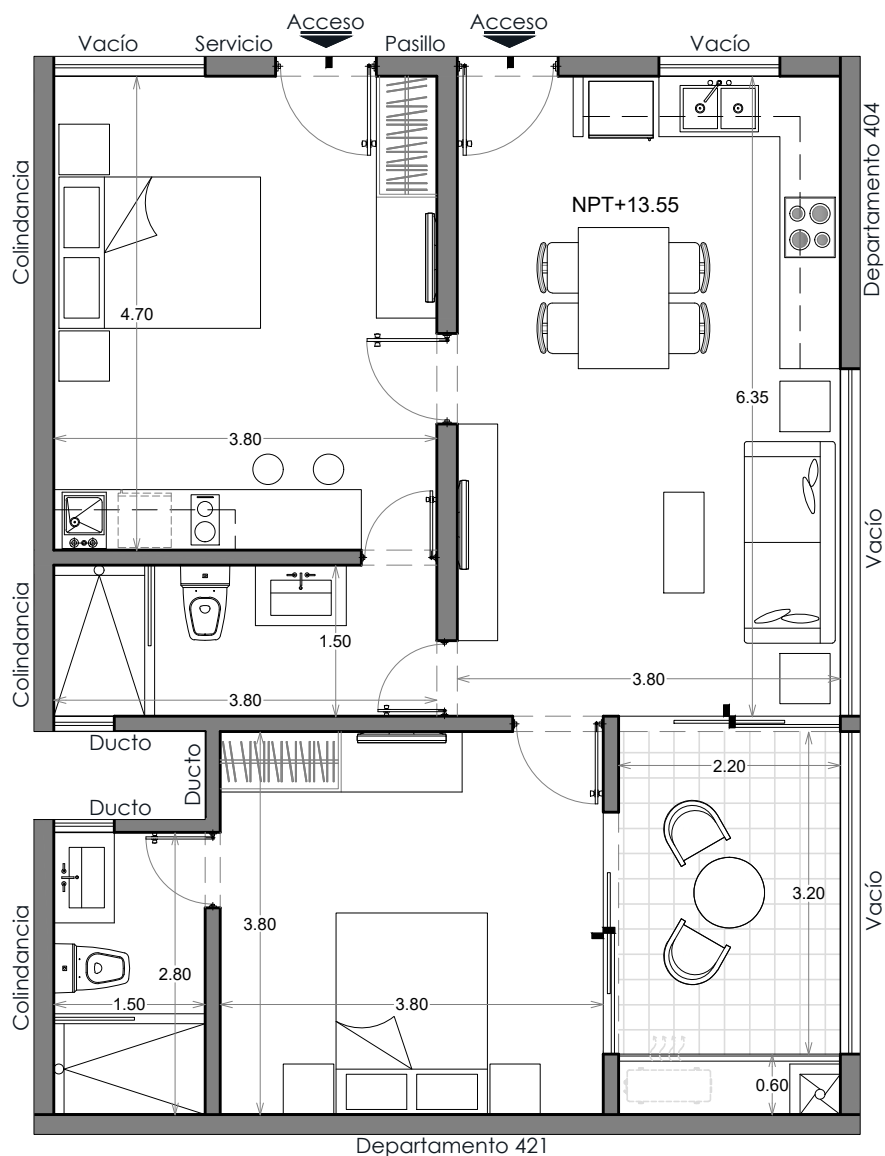 Acceso Acceso
Vacío Servicio Pasillo Vacío
Colindancia
Departamento 404
NPT+13.55
4.70
6.35
3.80
Vacío
Colindancia
1.50
3.80
3.80
Ducto
Ducto
2.20
Ducto
3.80
3.20
Vacío
Colindancia
2.80
1.50
3.80
0.60
Departamento 421